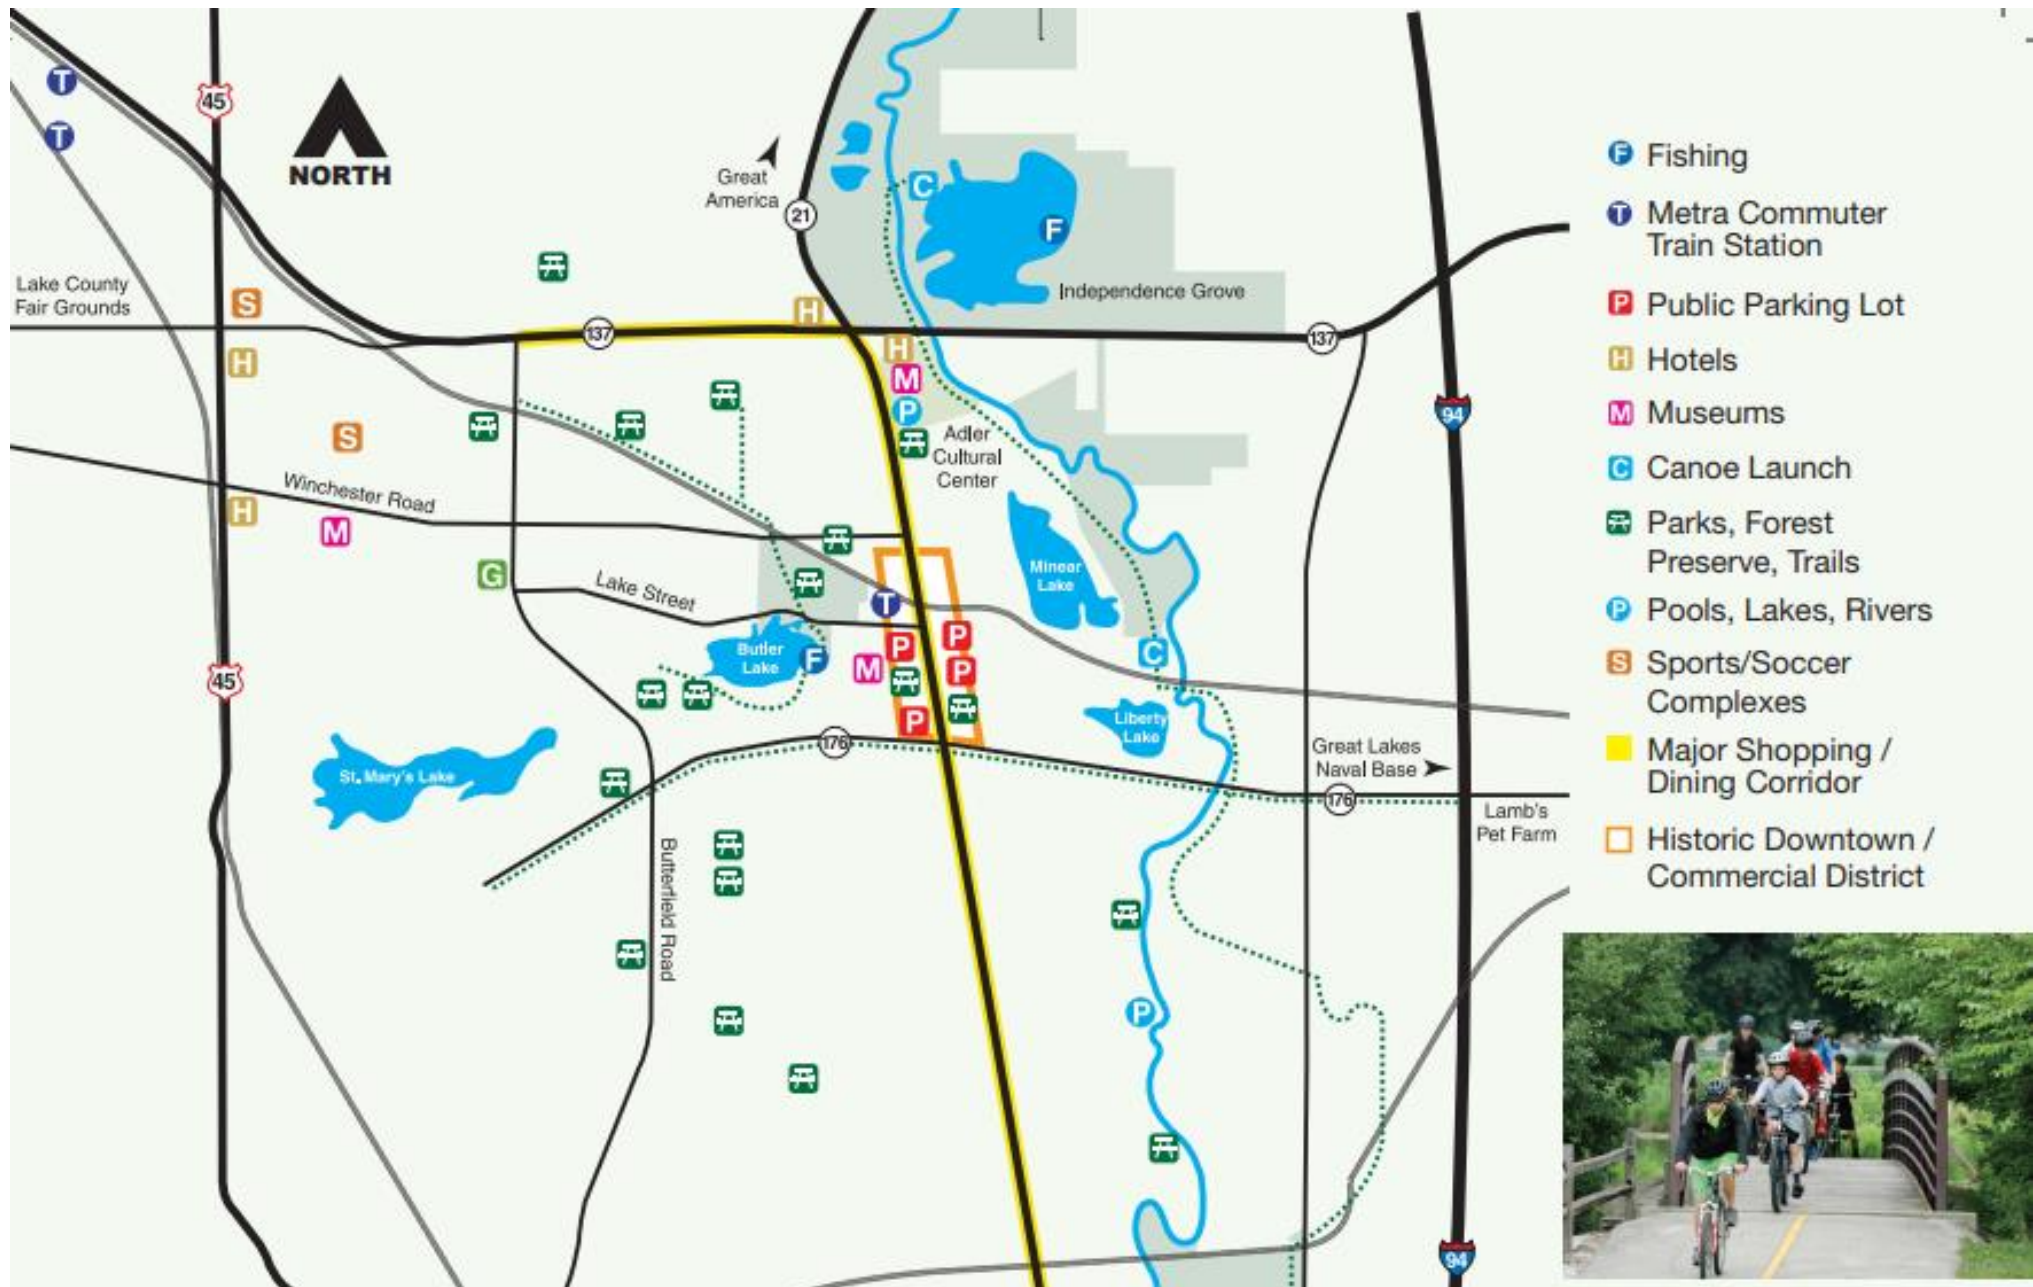 T
T
45
NORTH
Great
America
21
C
F
Independence Grove
Lake County
Fair Grounds
S
H
H
137
137
H
M
P
94
S
Adler
Cultural
Center
Winchester Road
H
M
G
Lake Street
Minear
Lake
T
P
P
Butler
Lake
F
M
P
C
45
P
Liberty
Lake
176
St. Mary's Lake
Great Lakes
Naval Base
176
Lamb's
Pet Farm
Butterfield Road
P
94
F Fishing
T Metra Commuter
Train Station
P Public Parking Lot
H Hotels
M Museums
C Canoe Launch
Parks, Forest
Preserve, Trails
P Pools, Lakes, Rivers
S Sports/Soccer
Complexes
Major Shopping /
Dining Corridor
Historic Downtown /
Commercial District